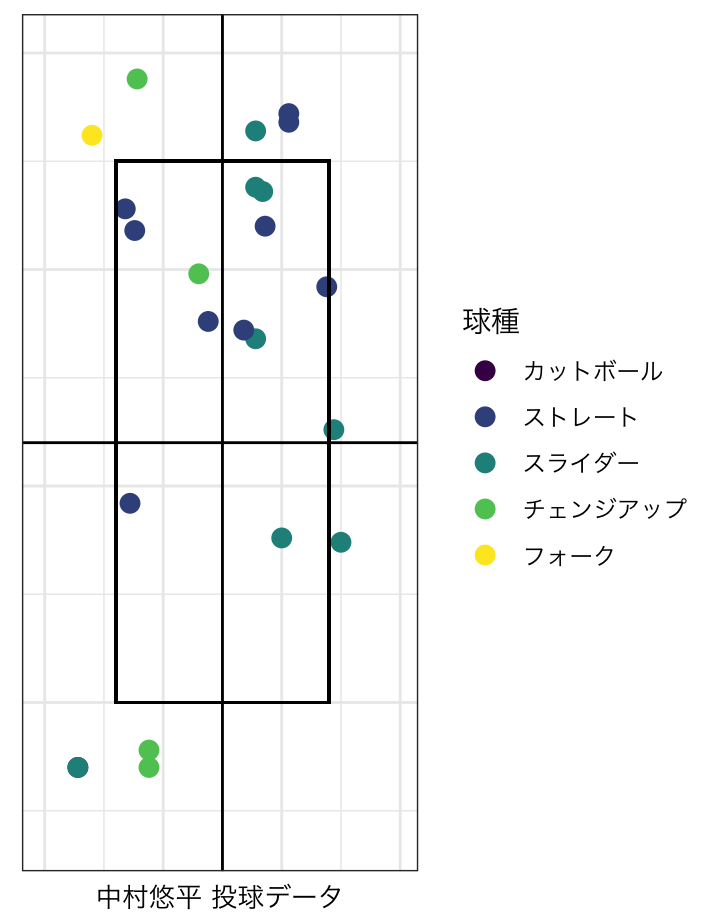 球種
カットボール
ストレート
スライダー
チェンジアップ
フォーク
中村悠平 投球データ